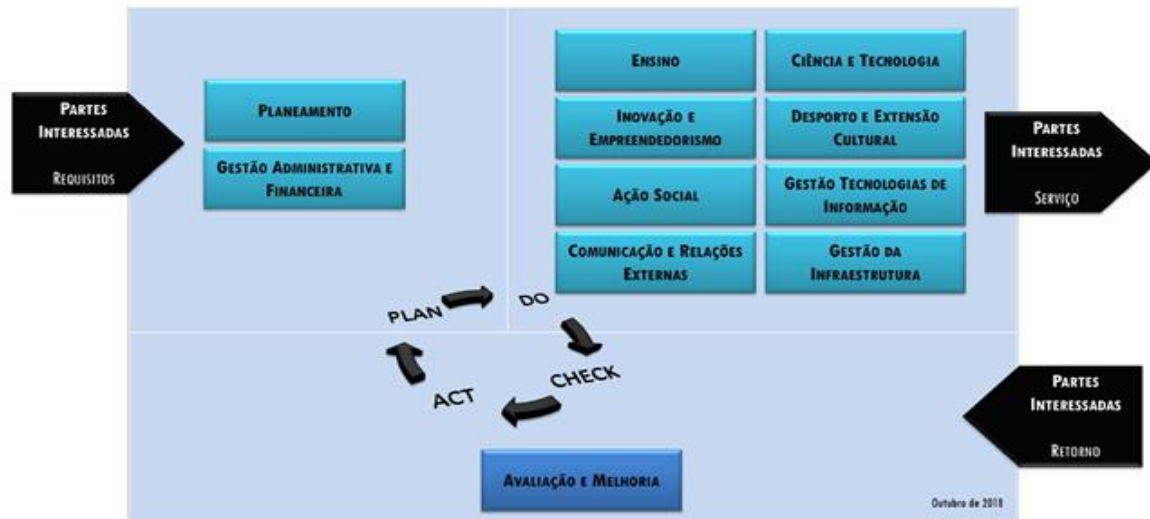 PARTES
INTERESSADAS
REQUISITOS
PLANEAMENTO
GESTÃO ADMINISTRATIVA E
FINANCEIRA
ENSINO
CIÊNCIA E TECNOLOGIA
INOVAÇÃO E
EMPREENDEDORISMO
DESPORTO E EXTENSÃO
CULTURAL
AÇÃO SOCIAL
GESTÃO TECNOLOGIAS DE
INFORMAÇÃO
COMUNICAÇÃO E RELAÇÕES
EXTERNAS
GESTÃO DA
INFRAESTRUTURA
PARTES
INTERESSADAS
SERVIÇO
PLAN
DO
CHECK
ACT
PARTES
INTERESSADAS
RETORNO
AVALIAÇÃO E MELHORIA
Outubro de 2018